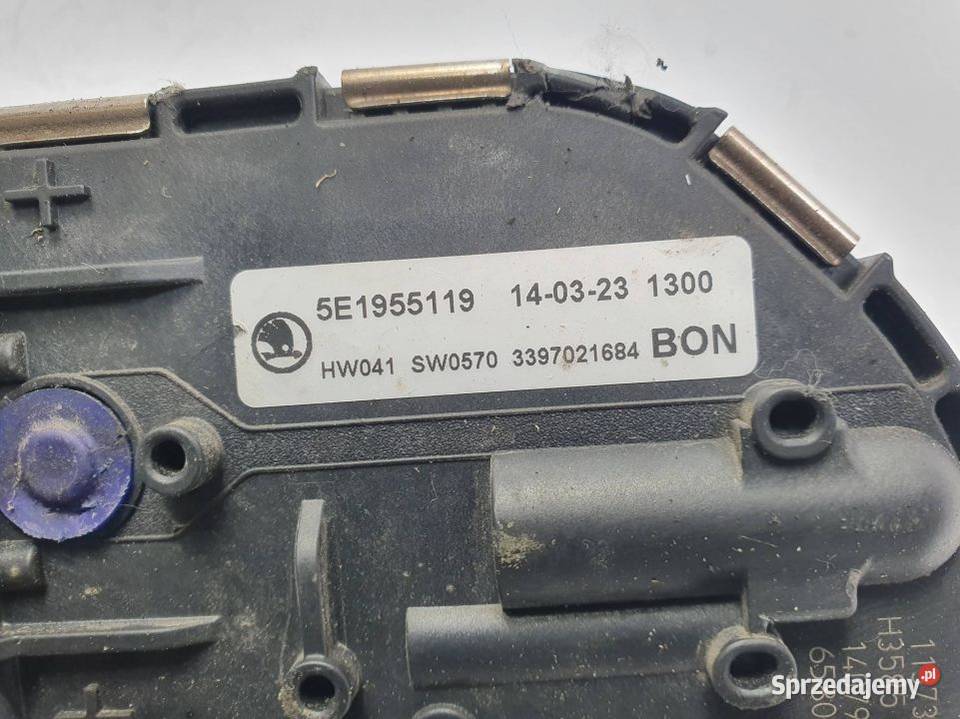 5E1955119 14-03-23 1300
HW041 SW0570 3397021684 BON
Sprzedajemy.pl